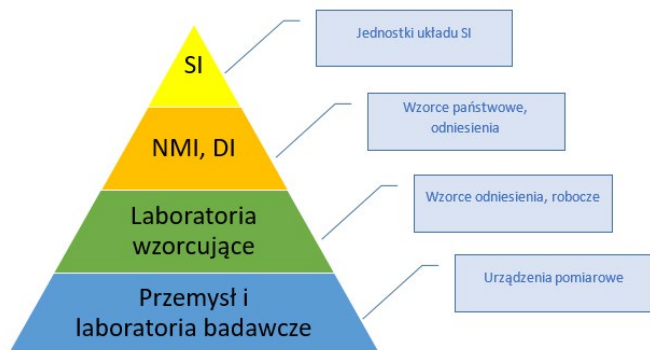 SI
Jednostki układu SI
NMI, DI
Wzorce państwowe,
odniesienia
Laboratoria
wzorcujące
Wzorce odniesienia, robocze
Przemysł i
laboratoria badawcze
Urządzenia pomiarowe